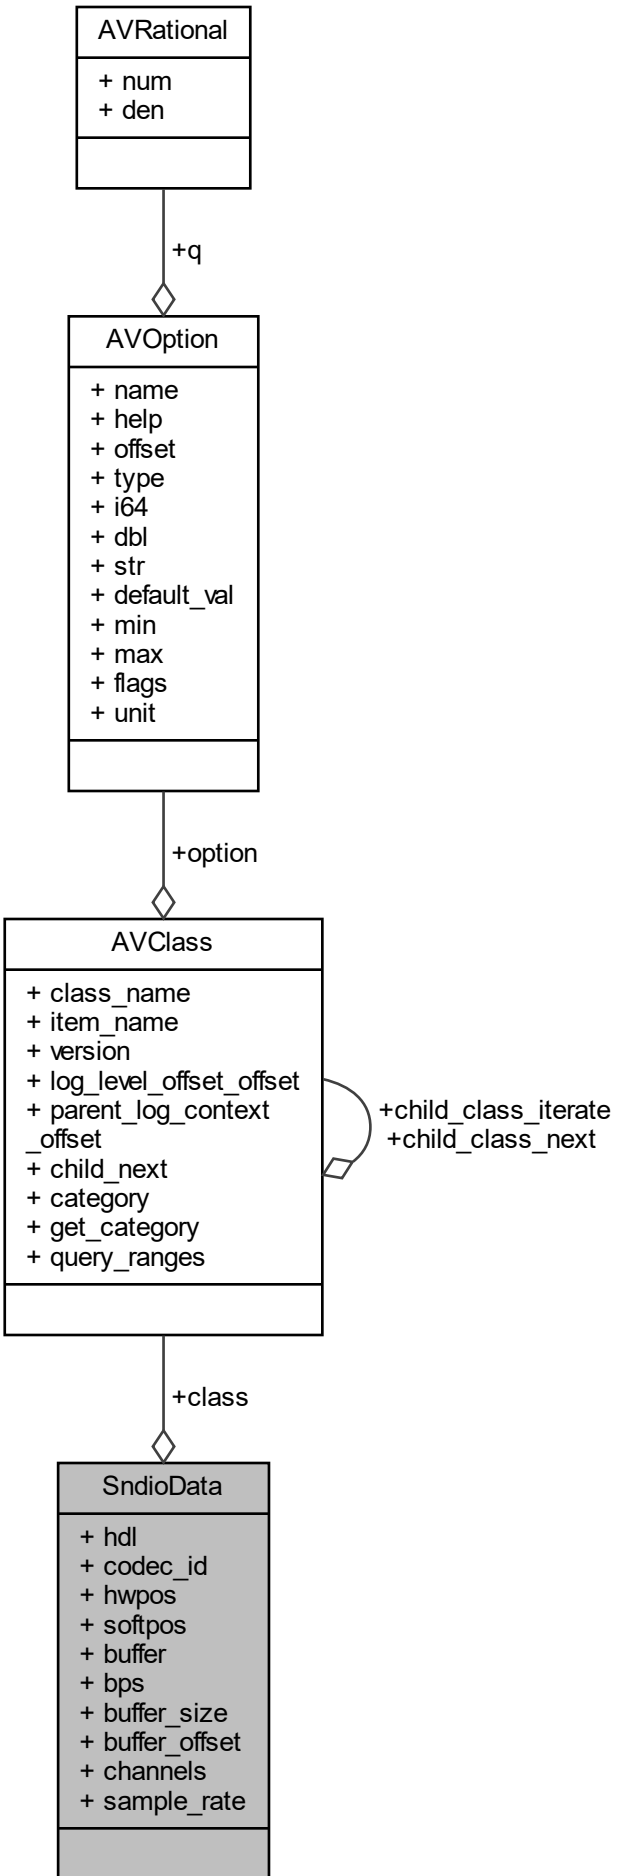 AVRational
+ num
+ den
+q
AVOption
+ name
+ help
+ offset
+ type
+ i64
+ dbl
+ str
+ default_val
+ min
+ max
+ flags
+ unit
+option
AVClass
+ class_name
+ item_name
+ version
+ log_level_offset_offset
+ parent_log_context
_offset
+ child_next
+ category
+ get_category
+ query_ranges
+child_class_iterate
+child_class_next
+class
SndioData
+ hdl
+ codec_id
+ hwpos
+ softpos
+ buffer
+ bps
+ buffer_size
+ buffer_offset
+ channels
+ sample_rate